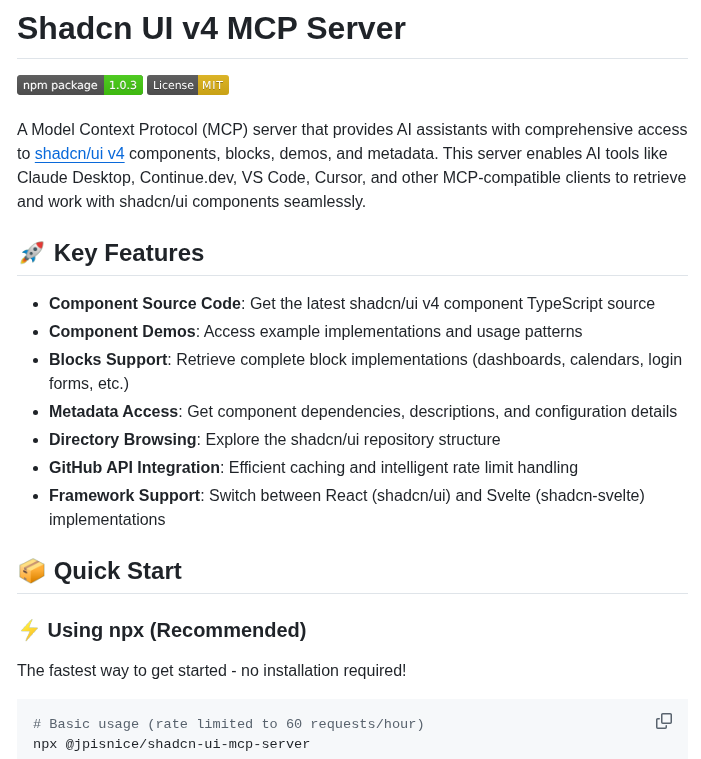 Shadcn UI v4 MCP Server
npm package 1.0.3 License MIT
A Model Context Protocol (MCP) server that provides AI assistants with comprehensive access
to shadcn/ui v4 components, blocks, demos, and metadata. This server enables AI tools like
Claude Desktop, Continue.dev, VS Code, Cursor, and other MCP-compatible clients to retrieve
and work with shadcn/ui components seamlessly.
🚀 Key Features
• Component Source Code: Get the latest shadcn/ui v4 component TypeScript source
• Component Demos: Access example implementations and usage patterns
• Blocks Support: Retrieve complete block implementations (dashboards, calendars, login
forms, etc.)
• Metadata Access: Get component dependencies, descriptions, and configuration details
• Directory Browsing: Explore the shadcn/ui repository structure
• GitHub API Integration: Efficient caching and intelligent rate limit handling
• Framework Support: Switch between React (shadcn/ui) and Svelte (shadcn-svelte)
implementations
📦 Quick Start
⚡ Using npx (Recommended)
The fastest way to get started - no installation required!
# Basic usage (rate limited to 60 requests/hour)
npx @jpisnice/shadcn-ui-mcp-server